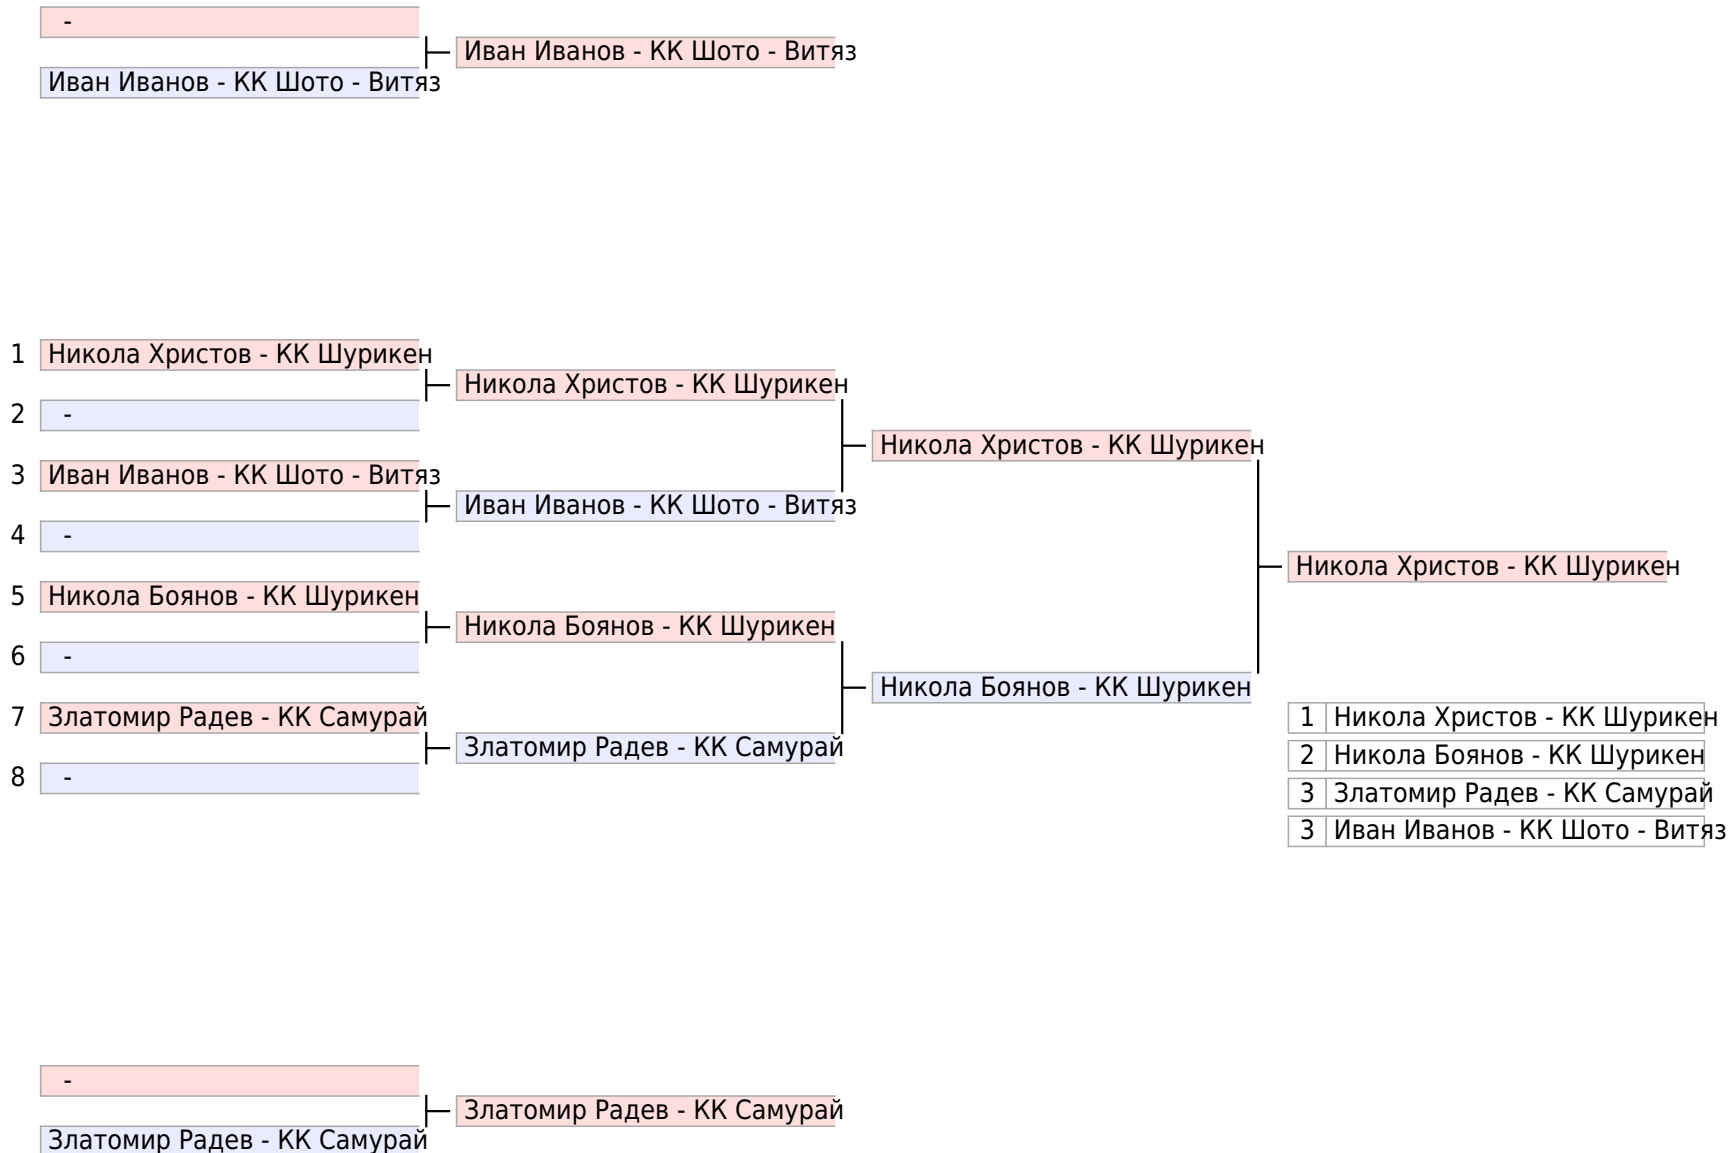 -
Иван Иванов - КК Шото - Витяз
Иван Иванов - КК Шото - Витяз
1 Никола Христов - КК Шурикен
Никола Христов - КК Шурикен
2 -
Никола Христов - КК Шурикен
3 Иван Иванов - КК Шото - Витяз
Иван Иванов - КК Шото - Витяз
4 -
Никола Христов - КК Шурикен
5 Никола Боянов - КК Шурикен
Никола Боянов - КК Шурикен
6 -
Никола Боянов - КК Шурикен
7 Златомир Радев - КК Самурай
Златомир Радев - КК Самурай
8 -
1 Никола Христов - КК Шурикен
2 Никола Боянов - КК Шурикен
3 Златомир Радев - КК Самурай
3 Иван Иванов - КК Шото - Витяз
-
Златомир Радев - КК Самурай
Златомир Радев - КК Самурай